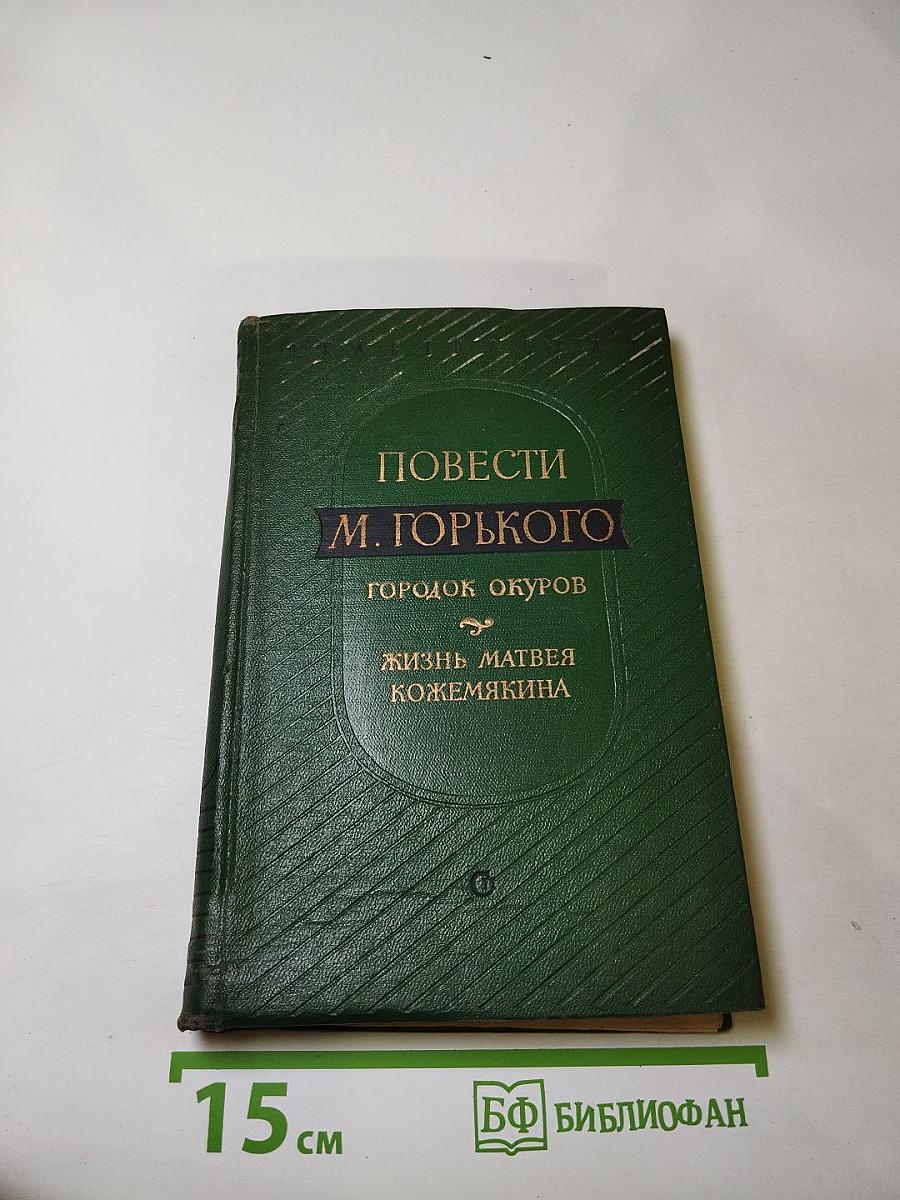 ПОВЕСТИ
М. ГОРЬКОГО
ГОРОДОК ОКУРОВ
ЖИЗНЬ МАТВЕЯ
КОЖЕМЯКИНА
15 см
БФ БИБЛИОФАН